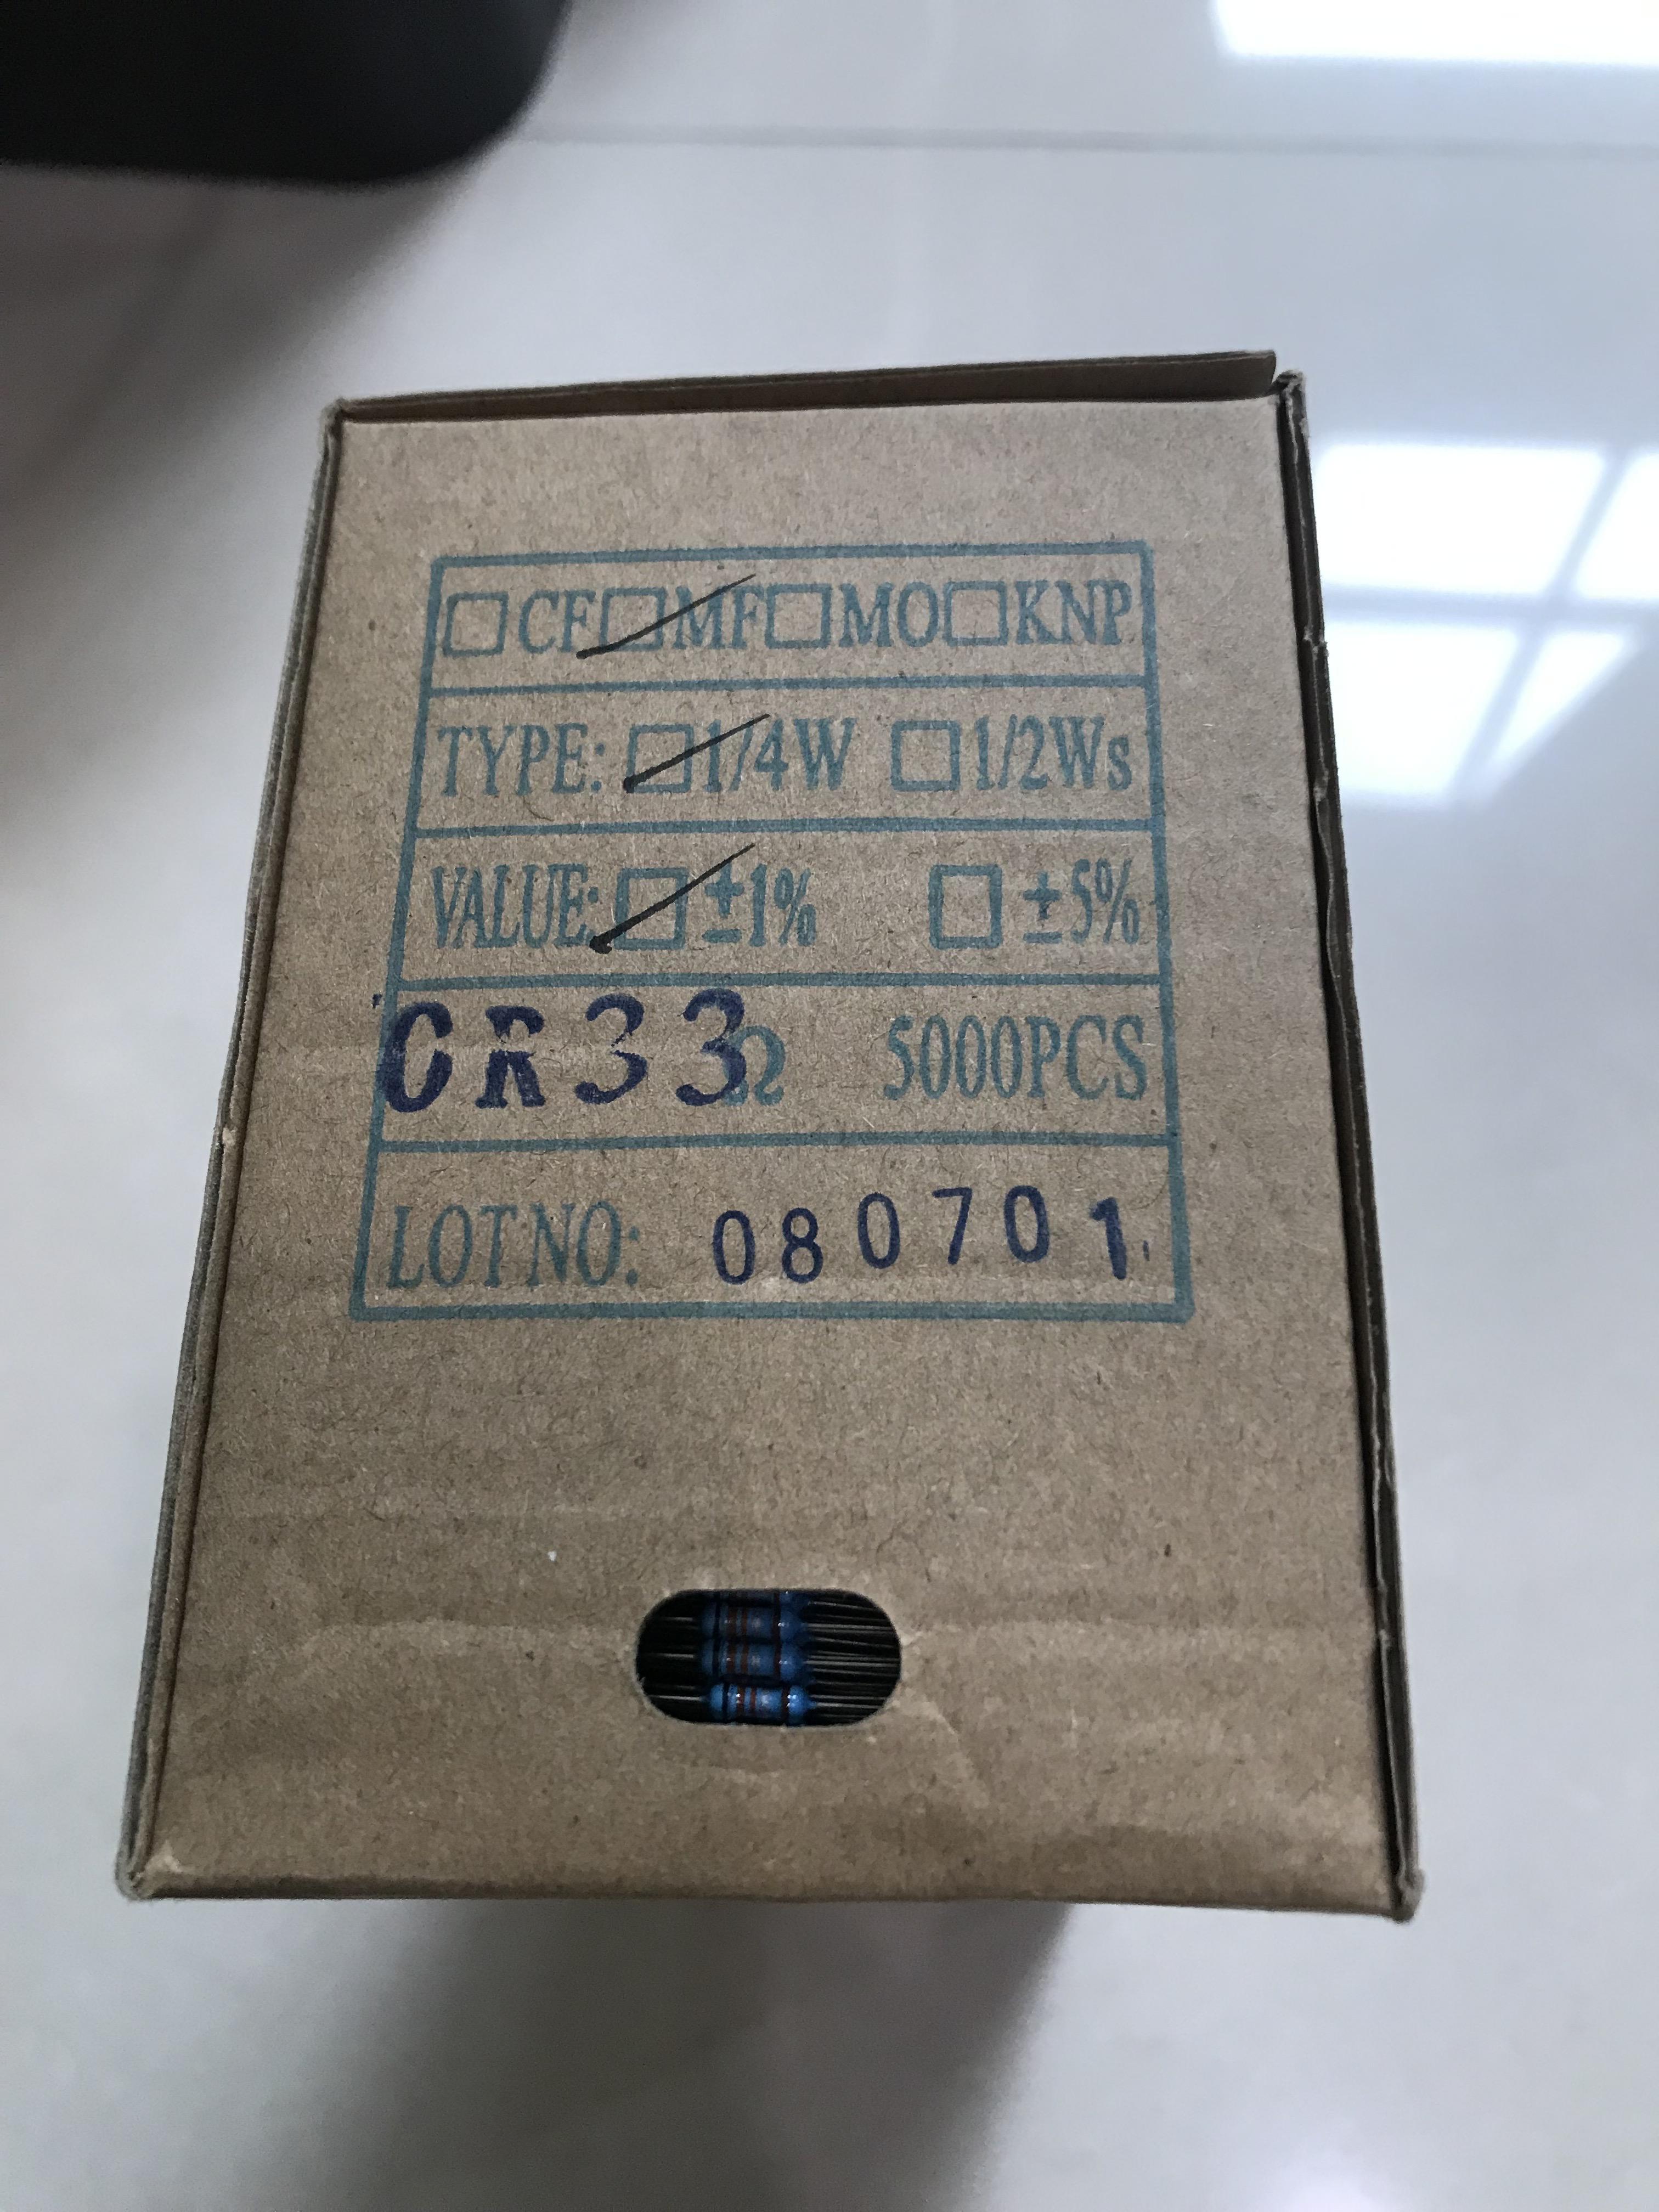 □CF□MF□MO□KNP
TYPE: □1/4W □1/2Ws
VALUE: □±1% □±5%
0R33Ω 5000PCS
LOT NO: 080701